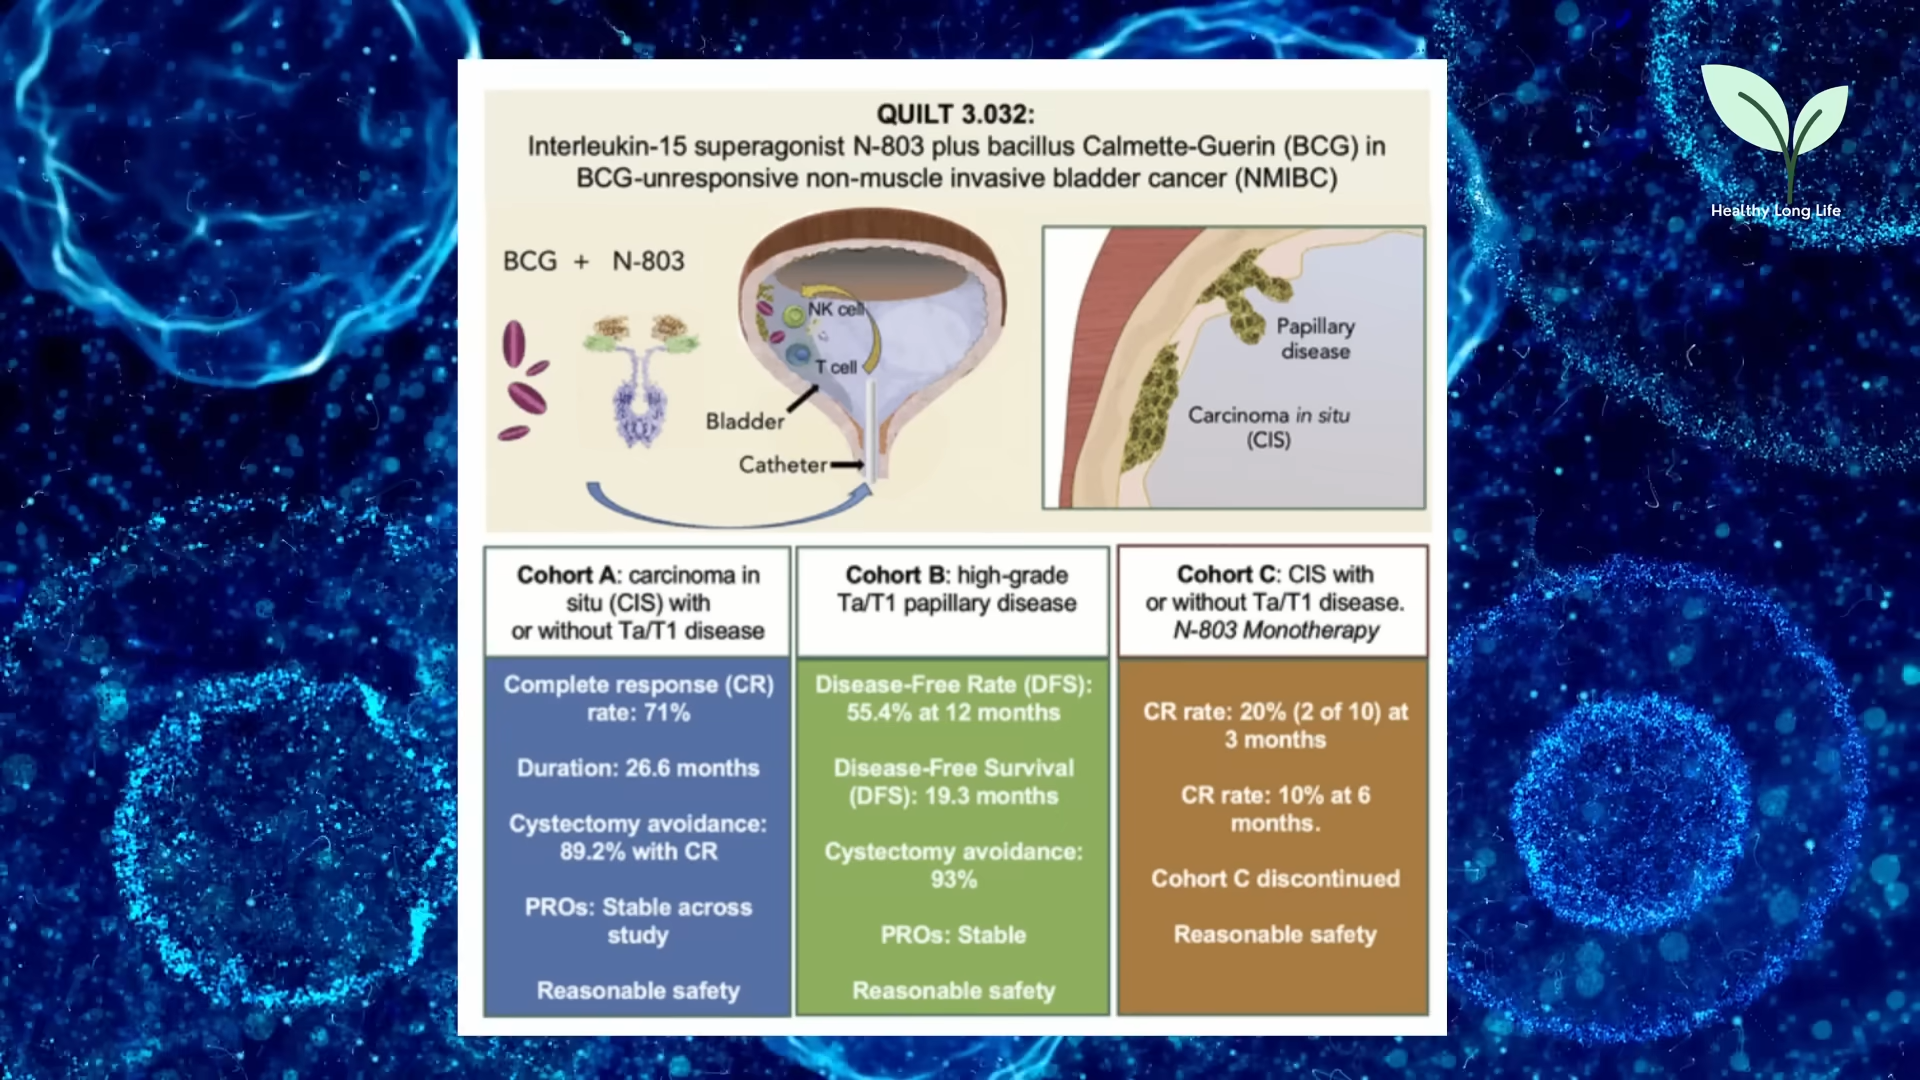 QUILT 3.032:
Interleukin-15 superagonist N-803 plus bacillus Calmette-Guerin (BCG) in
BCG-unresponsive non-muscle invasive bladder cancer (NMIBC)
Healthy Long Life
BCG + N-803
NK cell
T cell
Bladder
Catheter
Papillary
disease
Carcinoma in situ
(CIS)
Cohort A: carcinoma in
situ (CIS) with
or without Ta/T1 disease
Complete response (CR)
rate: 71%
Duration: 26.6 months
Cystectomy avoidance:
89.2% with CR
PROs: Stable across
study
Reasonable safety
Cohort B: high-grade
Ta/T1 papillary disease
Disease-Free Rate (DFS):
55.4% at 12 months
Disease-Free Survival
(DFS): 19.3 months
Cystectomy avoidance:
93%
PROs: Stable
Reasonable safety
Cohort C: CIS with
or without Ta/T1 disease.
N-803 Monotherapy
CR rate: 20% (2 of 10) at
3 months
CR rate: 10% at 6
months.
Cohort C discontinued
Reasonable safety